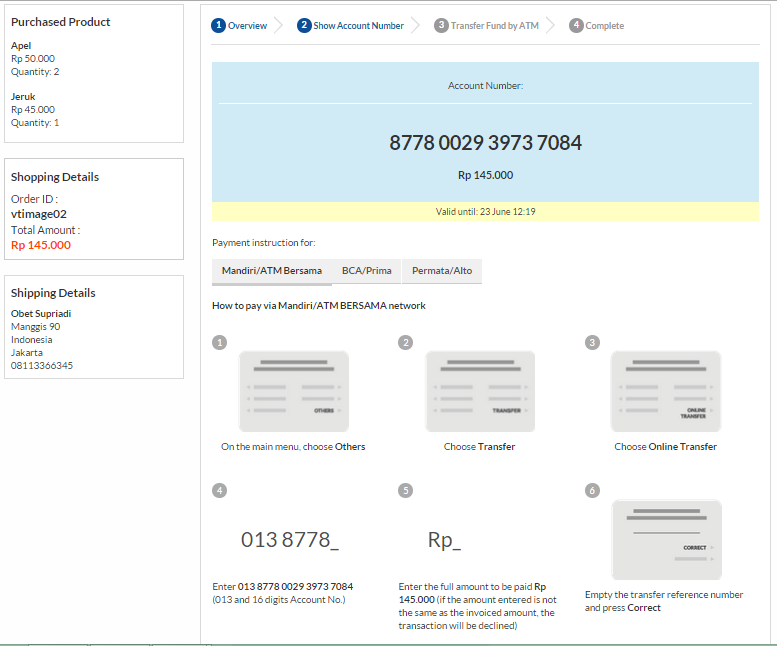 Purchased Product
Apel
Rp 50.000
Quantity: 2
Jeruk
Rp 45.000
Quantity: 1
Shopping Details
Order ID :
vtimage02
Total Amount :
Rp 145.000
Shipping Details
Obet Supriadi
Manggis 90
Indonesia
Jakarta
08113366345
1 Overview 2 Show Account Number 3 Transfer Fund by ATM 4 Complete
Account Number:
8778 0029 3973 7084
Rp 145.000
Valid until: 23 June 12:19
Payment instruction for:
Mandiri/ATM Bersama BCA/Prima Permata/Alto
How to pay via Mandiri/ATM BERSAMA network
1
OTHERS
On the main menu, choose Others
2
TRANSFER
Choose Transfer
3
ONLINE
TRANSFER
Choose Online Transfer
4
013 8778_
Enter 013 8778 0029 3973 7084
(013 and 16 digits Account No.)
5
Rp_
Enter the full amount to be paid Rp
145.000 (if the amount entered is not
the same as the invoiced amount, the
transaction will be declined)
6
CORRECT
Empty the transfer reference number
and press Correct